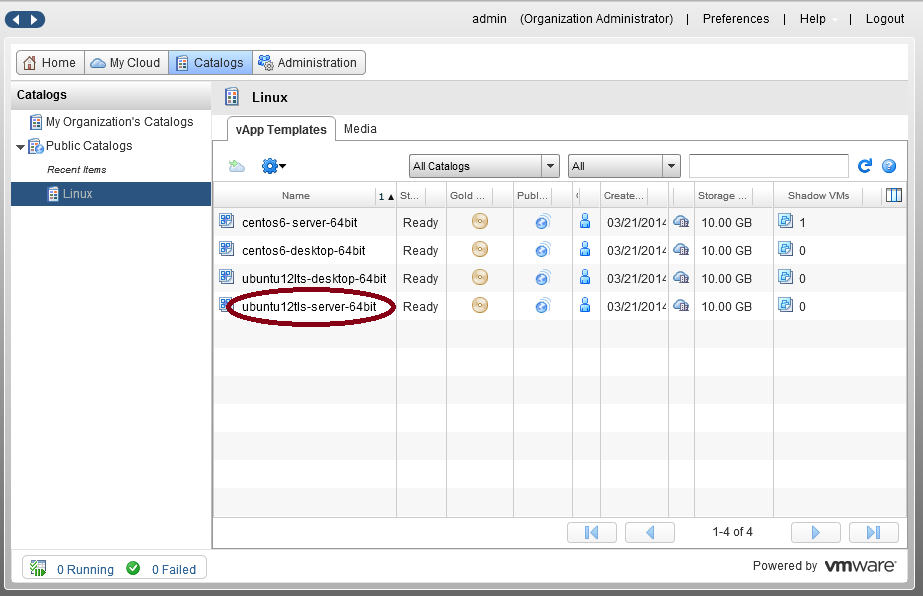 admin (Organization Administrator) | Preferences | Help | Logout
Home My Cloud Catalogs Administration
Catalogs
Linux
My Organization's Catalogs
Public Catalogs
Recent Items
Linux
vApp Templates Media
All Catalogs All
Name 1 ▲ St... Gold ... Publ... Create... Storage ... Shadow VMs
centos6- server-64bit Ready 03/21/2014 10.00 GB 1
centos6-desktop-64bit Ready 03/21/2014 10.00 GB 0
ubuntu12lts-desktop-64bit Ready 03/21/2014 10.00 GB 0
ubuntu12tls-server-64bit Ready 03/21/2014 10.00 GB 0
1-4 of 4
0 Running 0 Failed
Powered by vmware